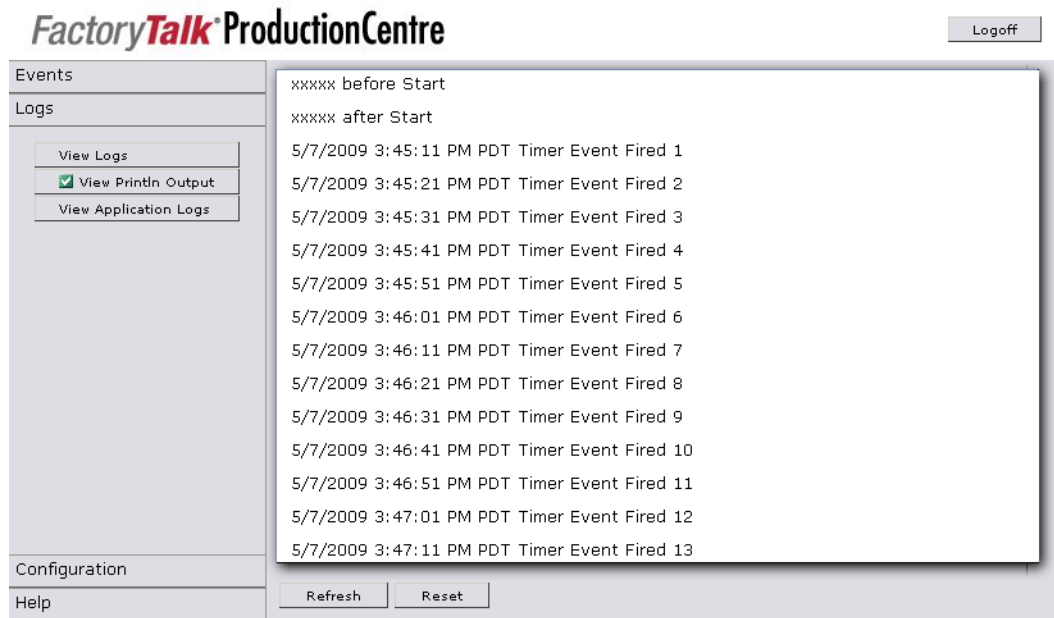 FactoryTalk ProductionCentre
Logoff
Events
Logs
View Logs
View Println Output
View Application Logs
Configuration
Help
xxxxx before Start
xxxxx after Start
5/7/2009 3:45:11 PM PDT Timer Event Fired 1
5/7/2009 3:45:21 PM PDT Timer Event Fired 2
5/7/2009 3:45:31 PM PDT Timer Event Fired 3
5/7/2009 3:45:41 PM PDT Timer Event Fired 4
5/7/2009 3:45:51 PM PDT Timer Event Fired 5
5/7/2009 3:46:01 PM PDT Timer Event Fired 6
5/7/2009 3:46:11 PM PDT Timer Event Fired 7
5/7/2009 3:46:21 PM PDT Timer Event Fired 8
5/7/2009 3:46:31 PM PDT Timer Event Fired 9
5/7/2009 3:46:41 PM PDT Timer Event Fired 10
5/7/2009 3:46:51 PM PDT Timer Event Fired 11
5/7/2009 3:47:01 PM PDT Timer Event Fired 12
5/7/2009 3:47:11 PM PDT Timer Event Fired 13
Refresh
Reset